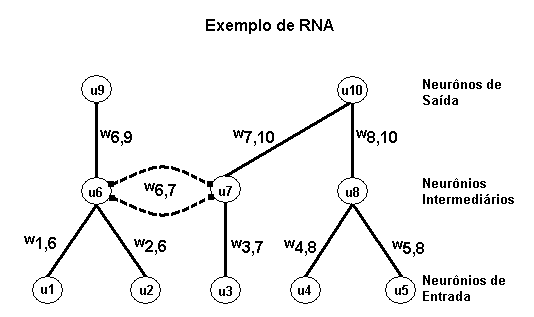 Exemplo de RNA
u9
u10
Neurônos de
Saída
w6,9
w7,10
w8,10
u6
w6,7
u7
u8
Neurônios
Intermediários
w1,6
w2,6
w3,7
w4,8
w5,8
u1
u2
u3
u4
u5
Neurônios de
Entrada